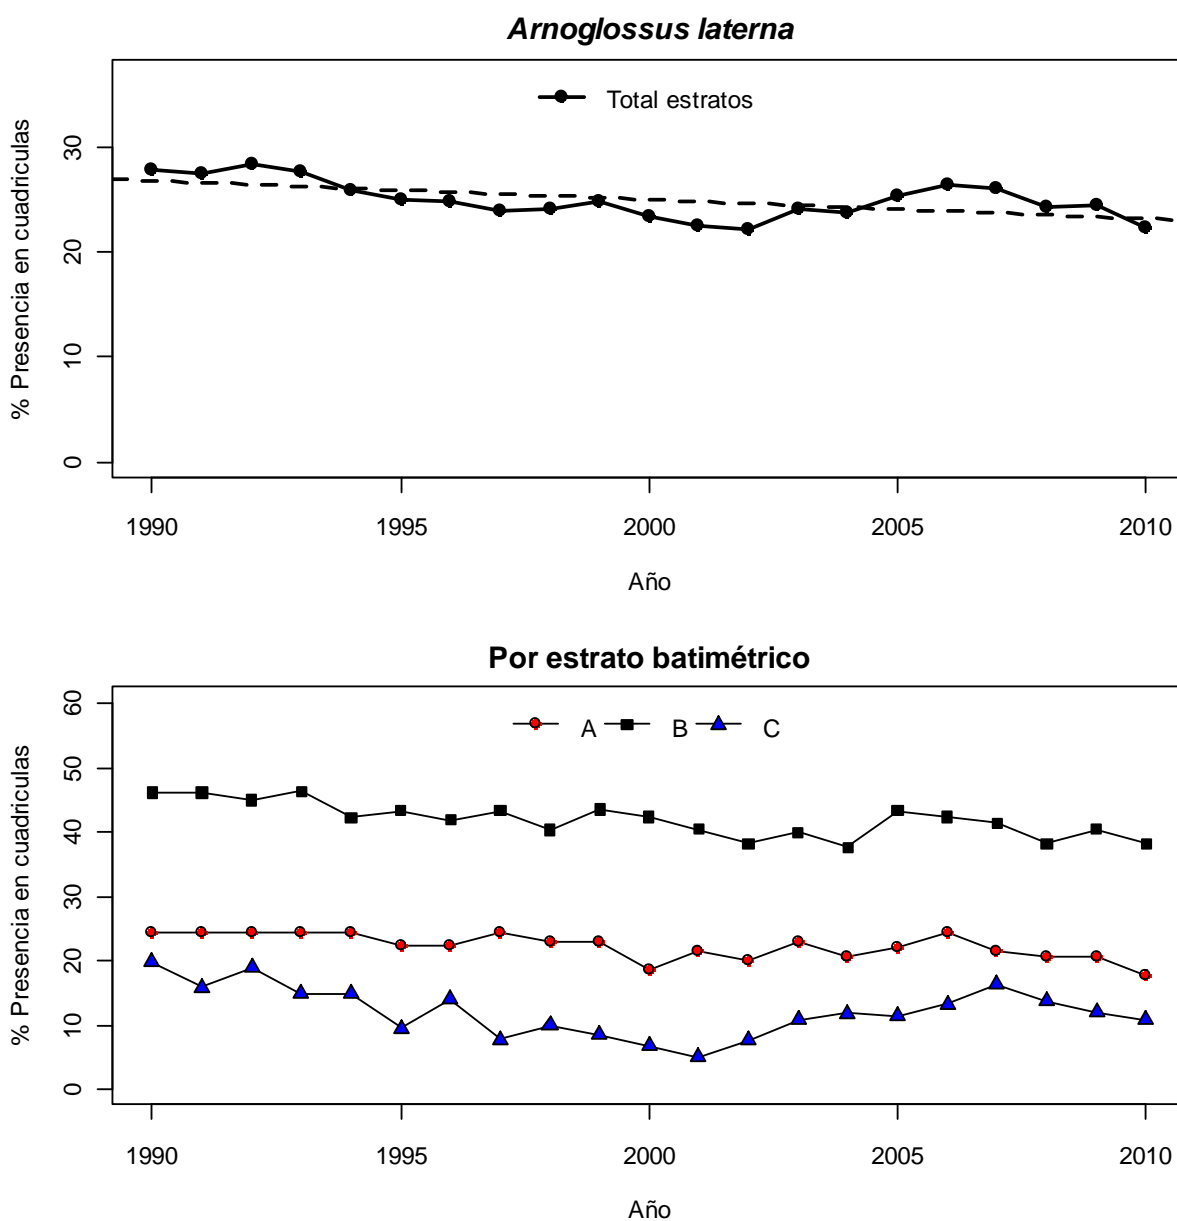 Arnoglossus laterna
Total estratos
% Presencia en cuadriculas
30
20
10
0
1990 1995 2000 2005 2010
Año
Por estrato batimétrico
A B C
% Presencia en cuadriculas
60
50
40
30
20
10
0
1990 1995 2000 2005 2010
Año